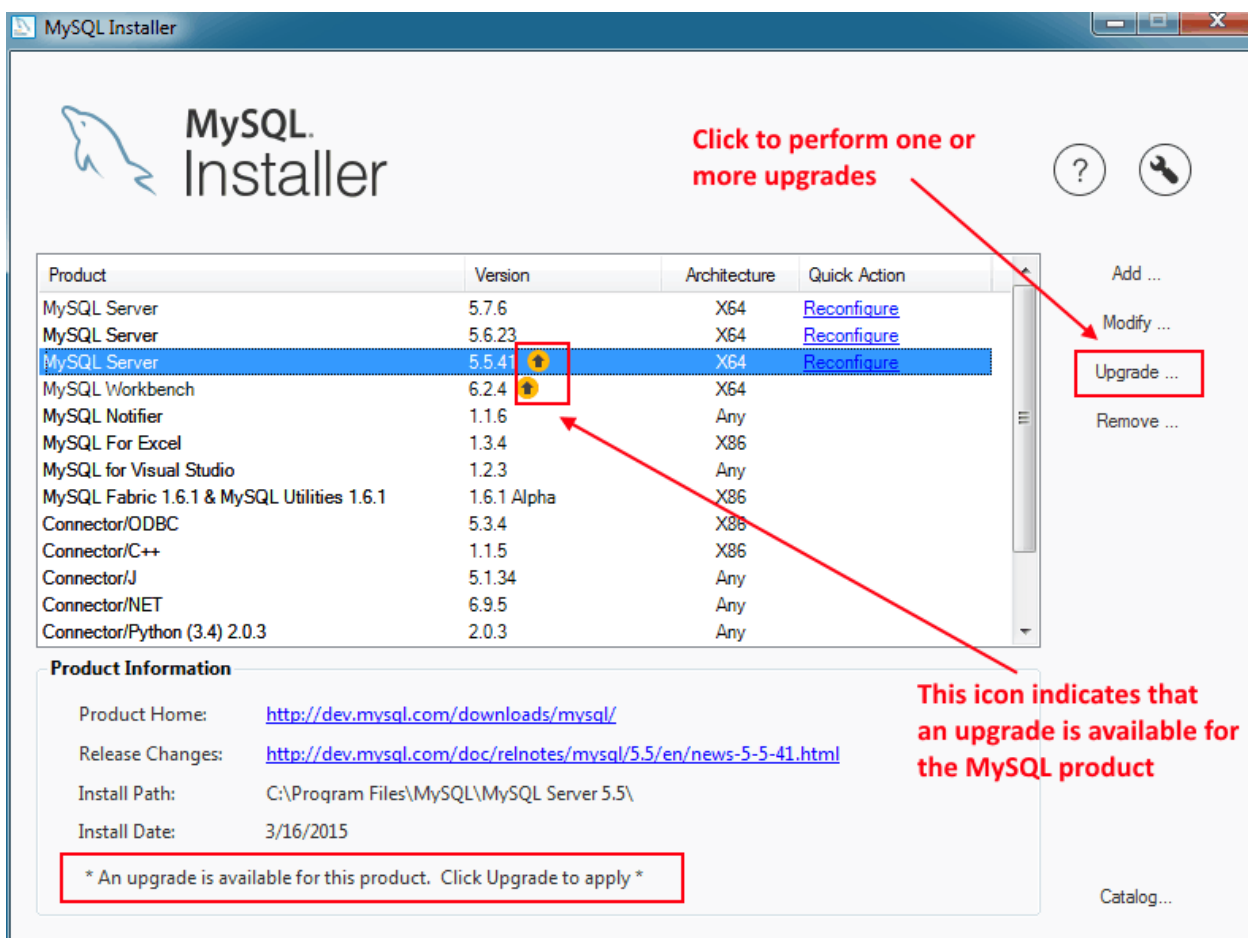 MySQL Installer
MySQL.
Installer
Click to perform one or
more upgrades
?
Product Version Architecture Quick Action
MySQL Server 5.7.6 X64 Reconfigure
MySQL Server 5.6.23 X64 Reconfigure
MySQL Server 5.5.41 X64 Reconfigure
MySQL Workbench 6.2.4 X64
MySQL Notifier 1.1.6 Any
MySQL For Excel 1.3.4 X86
MySQL for Visual Studio 1.2.3 Any
MySQL Fabric 1.6.1 & MySQL Utilities 1.6.1 1.6.1 Alpha X86
Connector/ODBC 5.3.4 X86
Connector/C++ 1.1.5 X86
Connector/J 5.1.34 Any
Connector/NET 6.9.5 Any
Connector/Python (3.4) 2.0.3 2.0.3 Any
Add ...
Modify ...
Upgrade ...
Remove ...
Product Information
Product Home: http://dev.mysql.com/downloads/mysql/
Release Changes: http://dev.mysql.com/doc/relnotes/mysql/5.5/en/news-5-5-41.html
Install Path: C:\Program Files\MySQL\MySQL Server 5.5\
Install Date: 3/16/2015
* An upgrade is available for this product. Click Upgrade to apply *
This icon indicates that
an upgrade is available for
the MySQL product
Catalog...